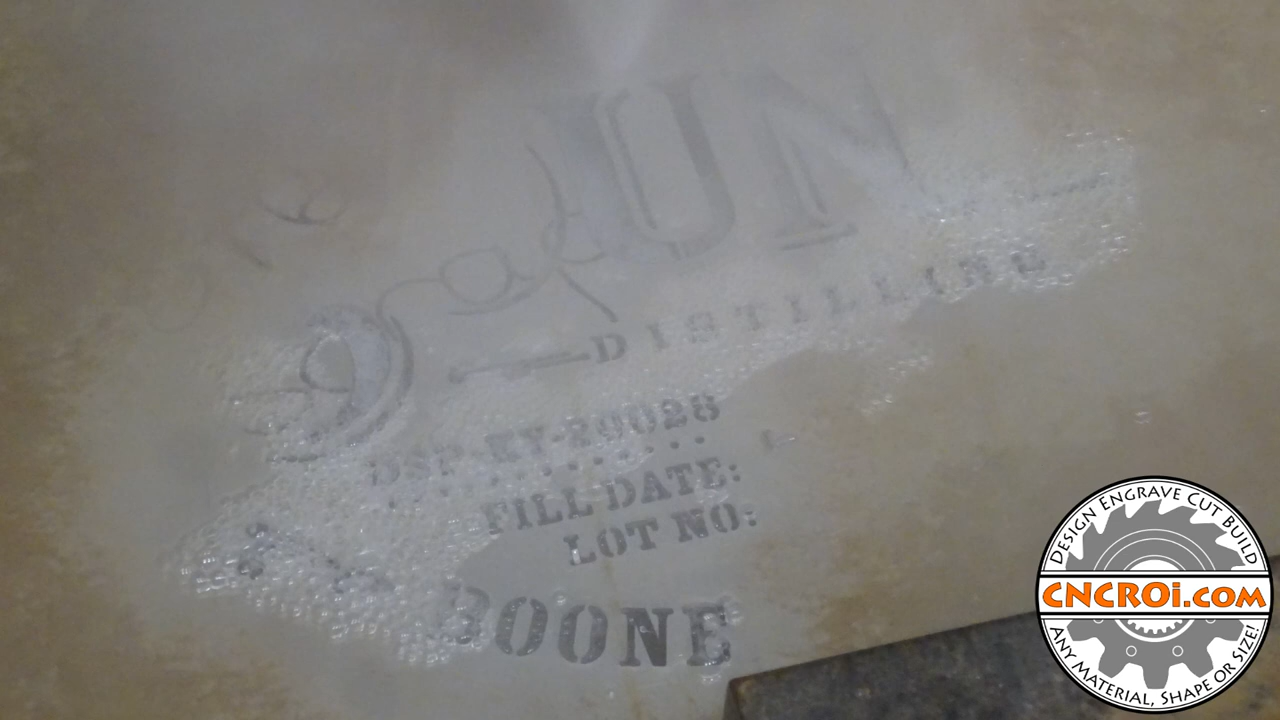 UN
DISTILLING
DSP-KY-20028
FILL DATE:
LOT NO:
BOONE
DESIGN ENGRAVE CUT BUILD
CNCROi.COM
ANY MATERIAL, SHAPE OR SIZE!